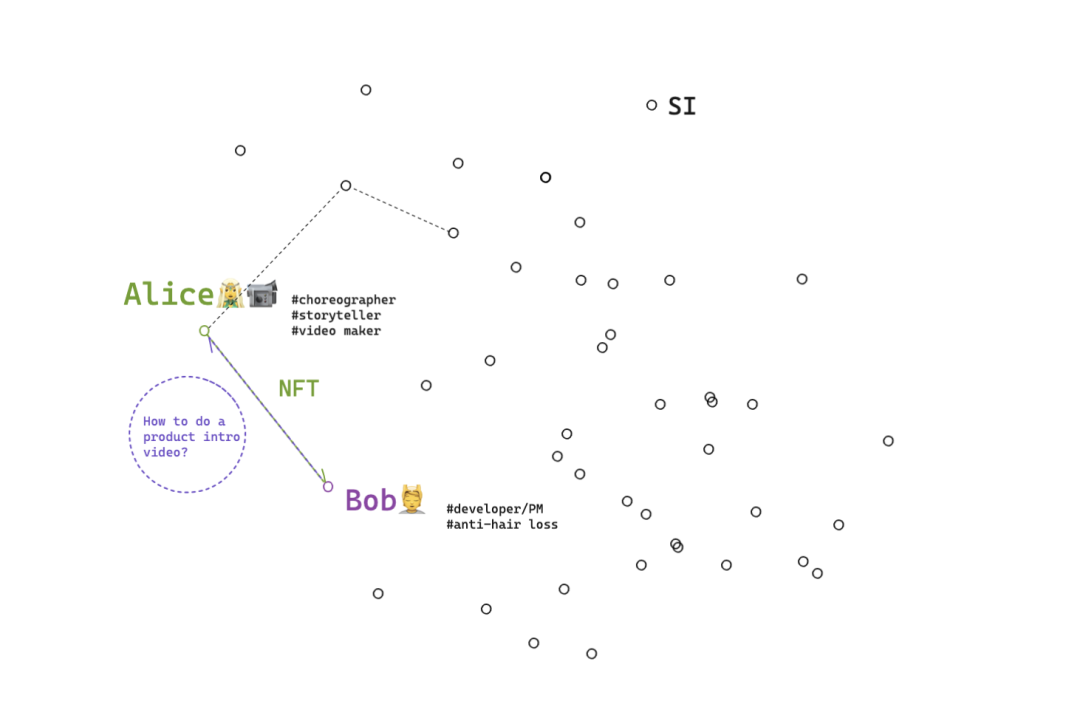 SI
Alice
#choreographer
#storyteller
#video maker
NFT
How to do a
product intro
video?
Bob
#developer/PM
#anti-hair loss